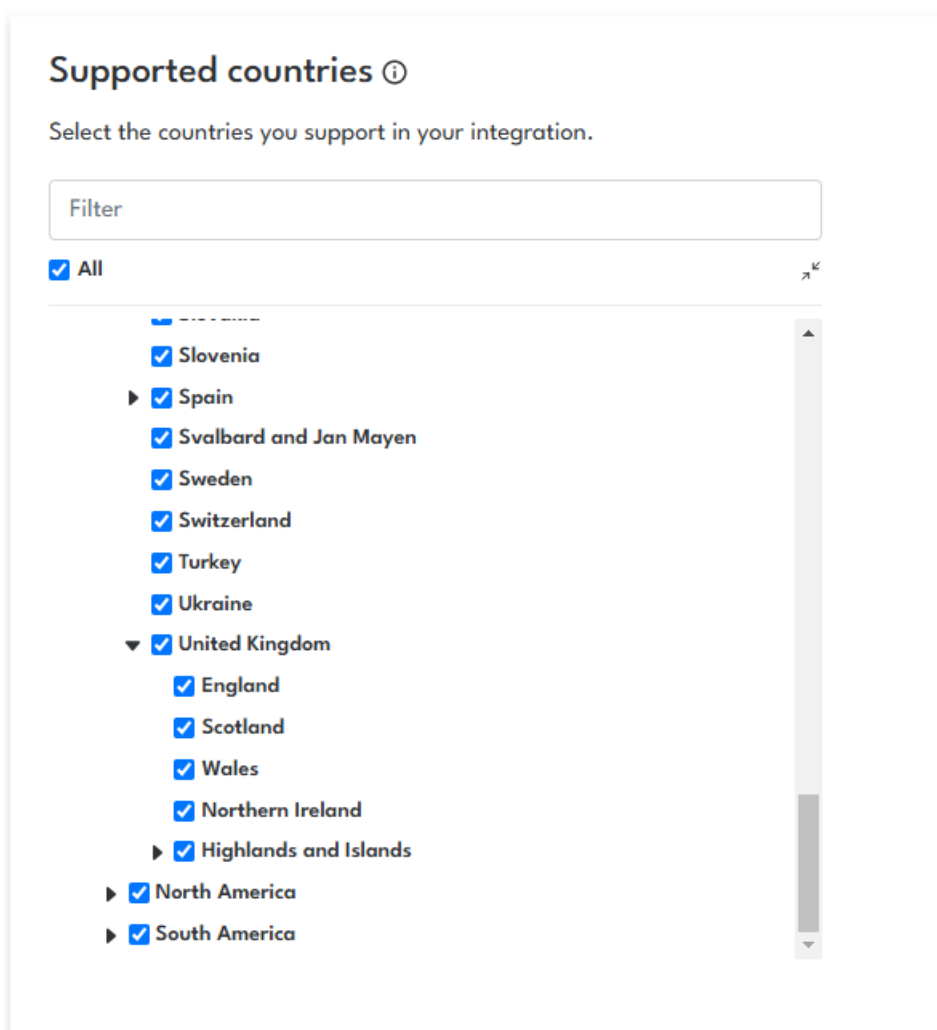 Supported countries
Select the countries you support in your integration.
Filter
All
Slovenia
Spain
Svalbard and Jan Mayen
Sweden
Switzerland
Turkey
Ukraine
United Kingdom
England
Scotland
Wales
Northern Ireland
Highlands and Islands
North America
South America